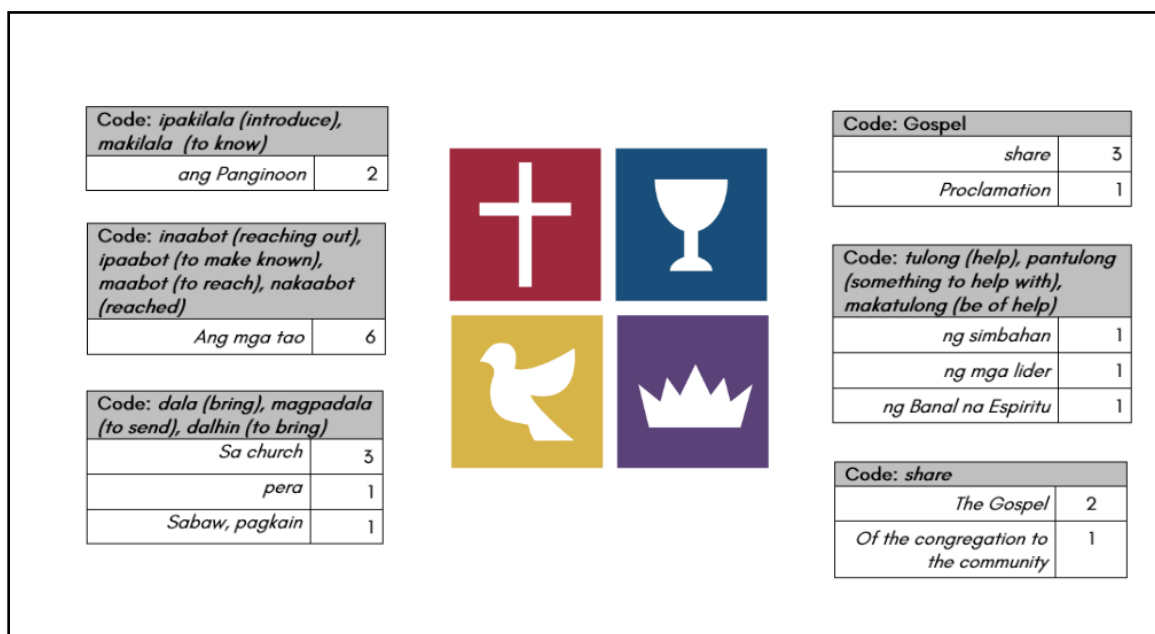 Code: ipakilala (introduce),
makilala (to know)
ang Panginoon 2
Code: inaabot (reaching out),
ipaabot (to make known),
maabot (to reach), nakaabot
(reached)
Ang mga tao 6
Code: dala (bring), magpadala
(to send), dalhin (to bring)
Sa church 3
pera 1
Sabaw, pagkain 1
Code: Gospel
share 3
Proclamation 1
Code: tulong (help), pantulong
(something to help with),
makatulong (be of help)
ng simbahan 1
ng mga lider 1
ng Banal na Espiritu 1
Code: share
The Gospel 2
Of the congregation to 1
the community